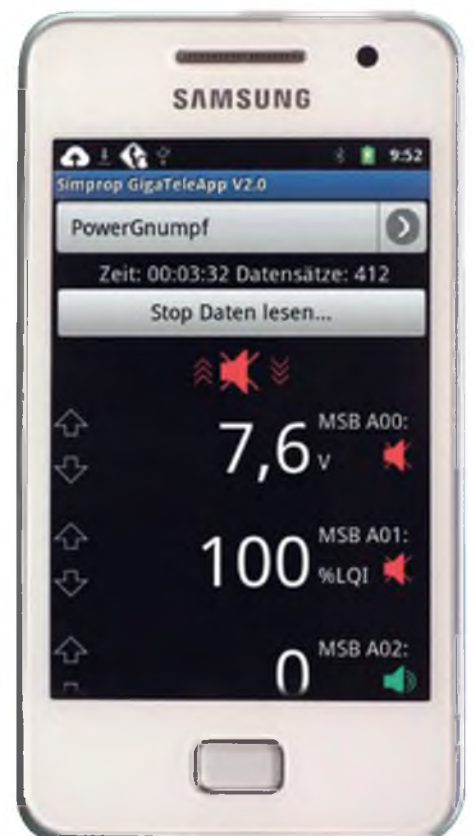 SAMSUNG
9:52
Simprop GigaTeleApp V2.0
PowerGnumpf
Zeit: 00:03:32 Datensätze: 412
Stop Daten lesen...
7,6 V MSB A00:
100 %LQI MSB A01:
0 MSB A02: